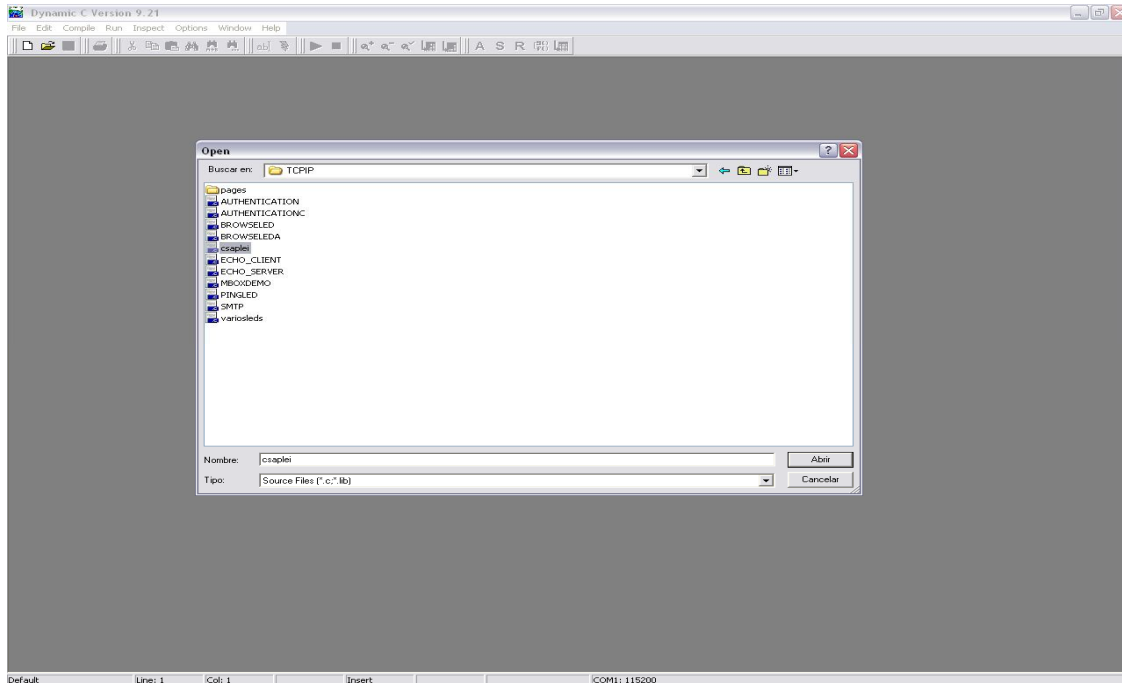 Dynamic C Version 9.21
File Edit Compile Run Inspect Options Window Help
A S R
Open
Buscar en: TCPIP
pages
AUTHENTICATION
AUTHENTICATIONC
BROWSELED
BROWSELEDA
csaplei
ECHO_CLIENT
ECHO_SERVER
MBOXDEMO
PINGLED
SMTP
variosleds
Nombre: csaplei Abrir
Tipo: Source Files (*.c;*.lib) Cancelar
Default Line: 1 Col: 1 Insert COM1: 115200